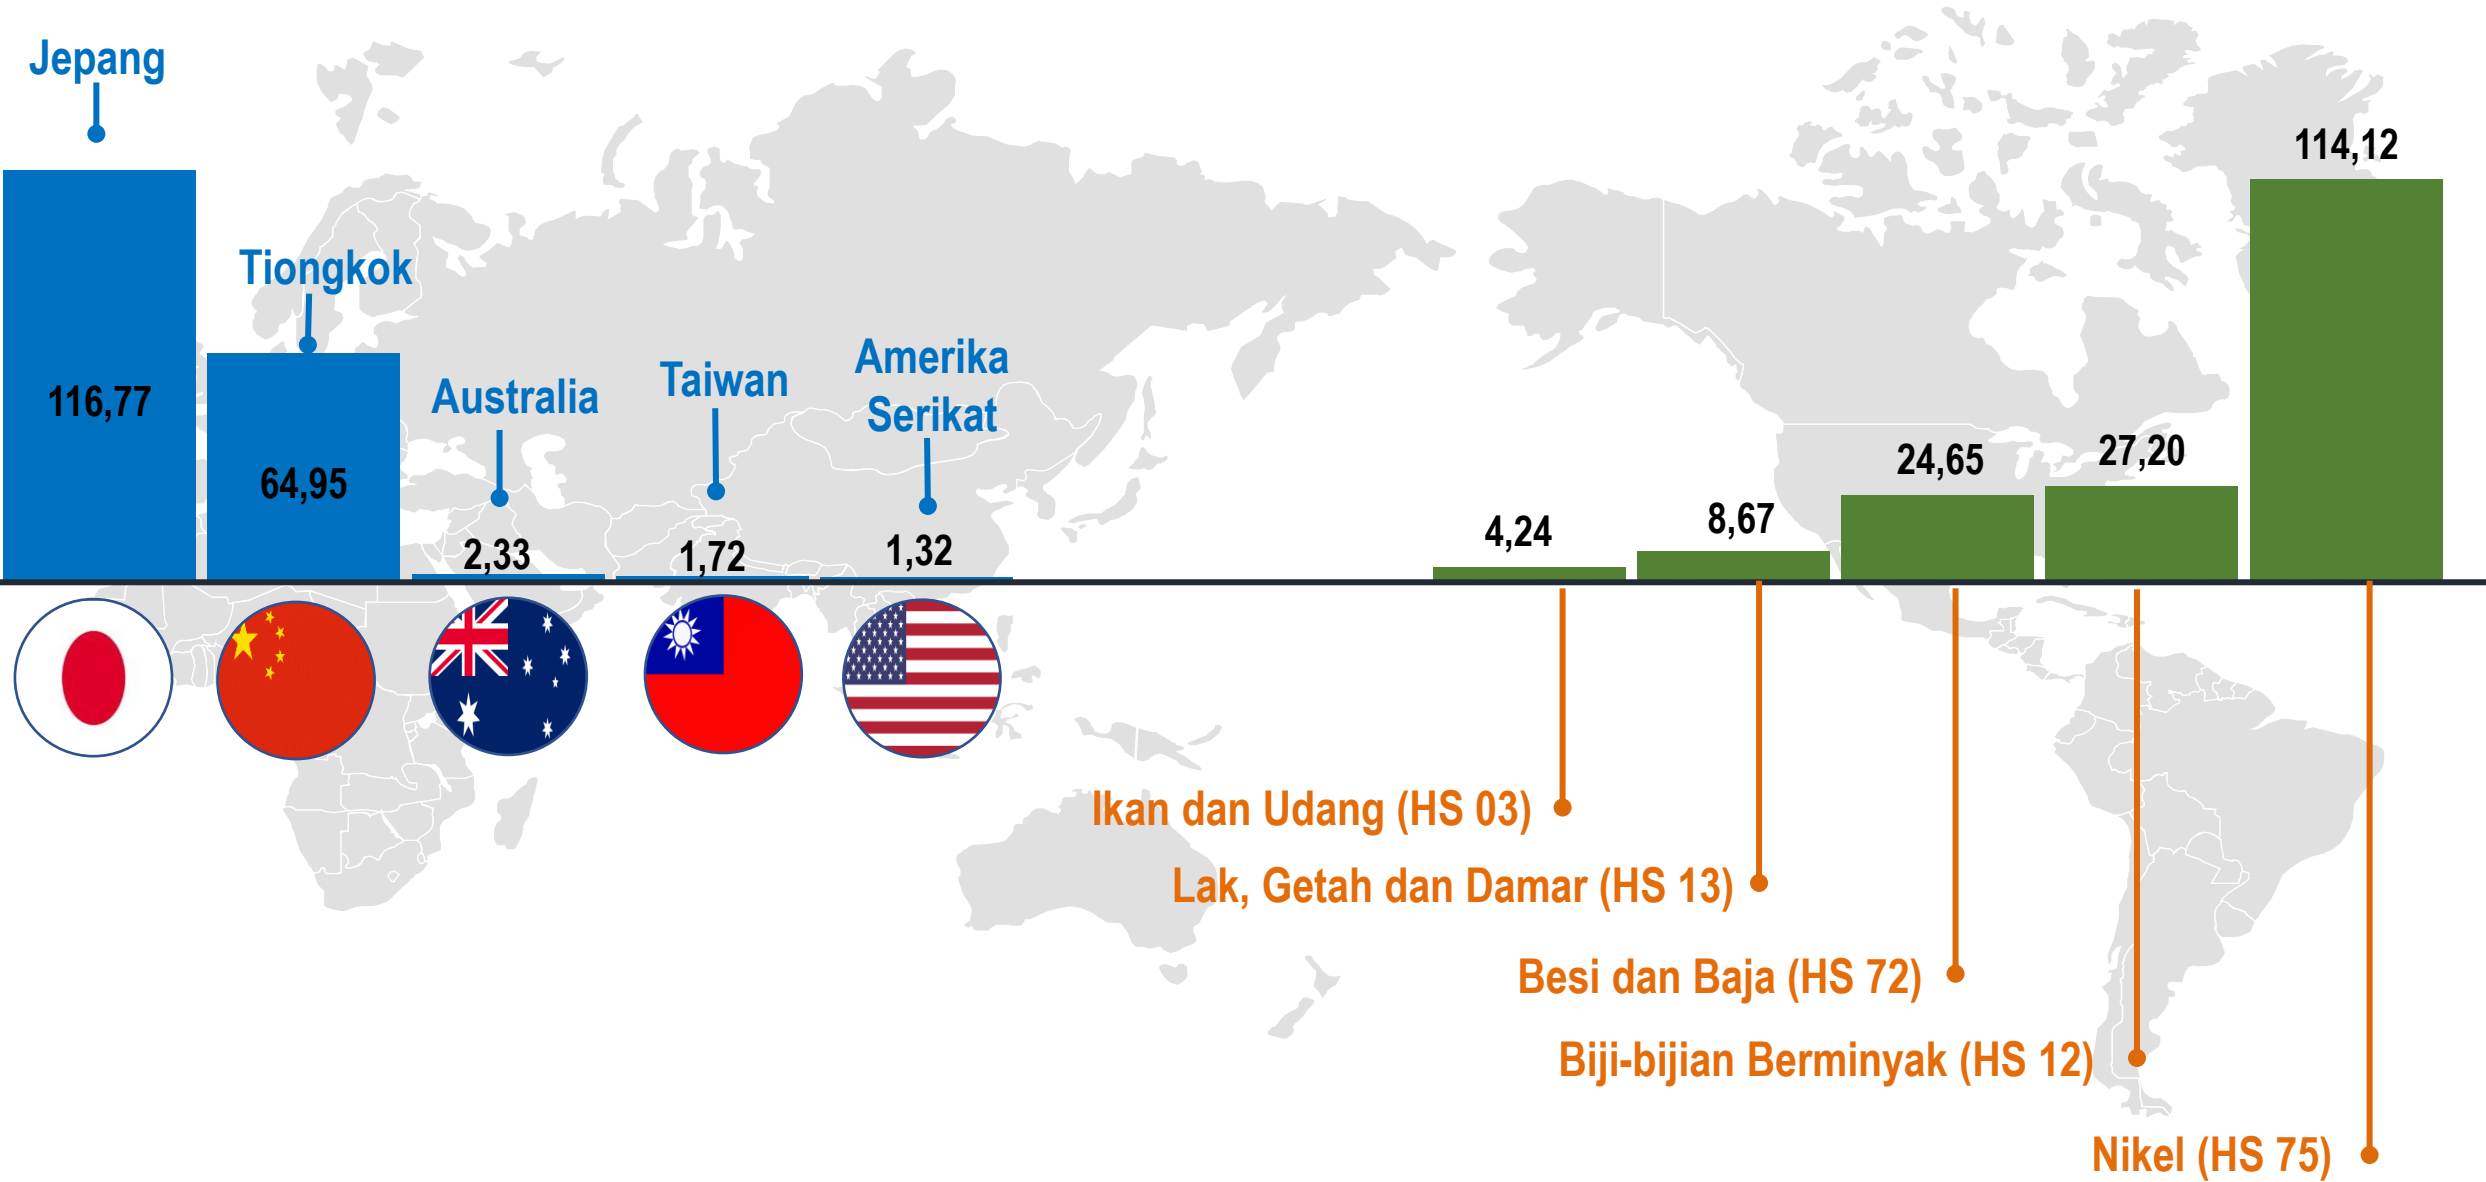 Jepang
116,77
Tiongkok
64,95
Australia
2,33
Taiwan
1,72
Amerika
Serikat
1,32
4,24
8,67
24,65
27,20
114,12
Ikan dan Udang (HS 03)
Lak, Getah dan Damar (HS 13)
Besi dan Baja (HS 72)
Biji-bijian Berminyak (HS 12)
Nikel (HS 75)